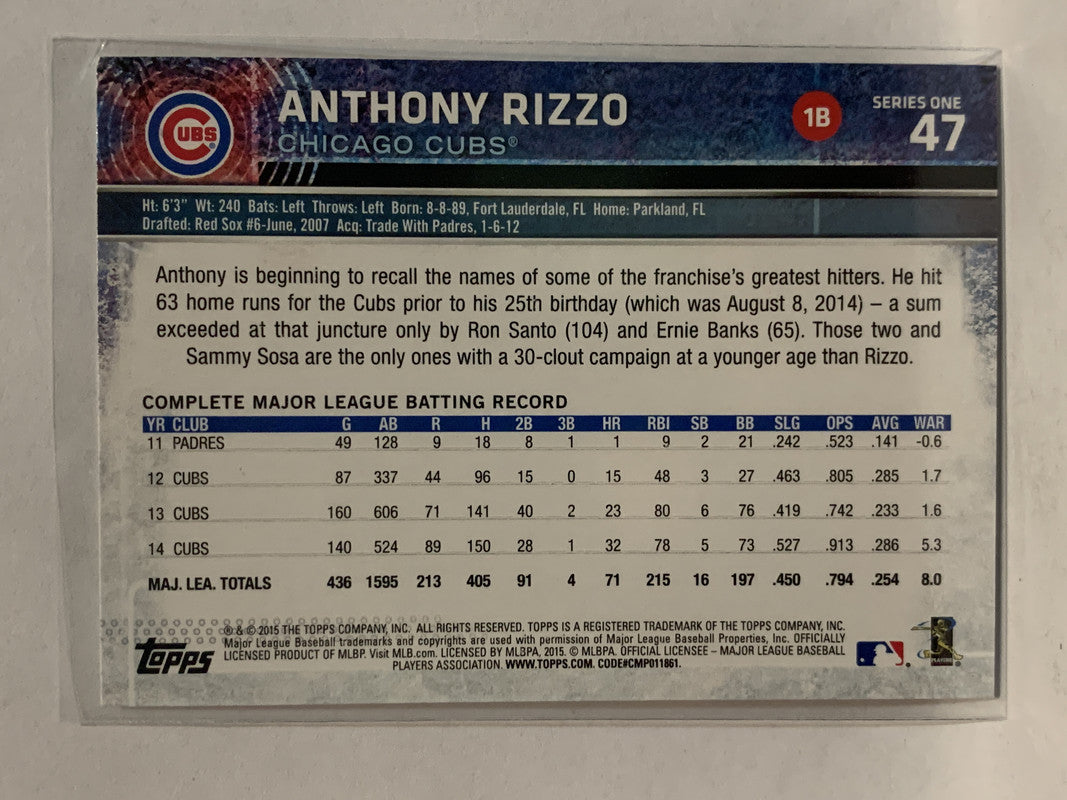 CUBS
ANTHONY RIZZO
CHICAGO CUBS®
1B
SERIES ONE
47
Ht: 6'3" Wt: 240 Bats: Left Throws: Left Born: 8-8-89, Fort Lauderdale, FL Home: Parkland, FL
Drafted: Red Sox #6-June, 2007 Acq: Trade With Padres, 1-6-12
Anthony is beginning to recall the names of some of the franchise's greatest hitters. He hit
63 home runs for the Cubs prior to his 25th birthday (which was August 8, 2014) – a sum
exceeded at that juncture only by Ron Santo (104) and Ernie Banks (65). Those two and
Sammy Sosa are the only ones with a 30-clout campaign at a younger age than Rizzo.
COMPLETE MAJOR LEAGUE BATTING RECORD
YR CLUB G AB R H 2B 3B HR RBI SB BB SLG OPS AVG WAR
11 PADRES 49 128 9 18 8 1 1 9 2 21 .242 .523 .141 -0.6
12 CUBS 87 337 44 96 15 0 15 48 3 27 .463 .805 .285 1.7
13 CUBS 160 606 71 141 40 2 23 80 6 76 .419 .742 .233 1.6
14 CUBS 140 524 89 150 28 1 32 78 5 73 .527 .913 .286 5.3
MAJ. LEA. TOTALS 436 1595 213 405 91 4 71 215 16 197 .450 .794 .254 8.0
TOPPS
® & © 2015 THE TOPPS COMPANY, INC. ALL RIGHTS RESERVED. TOPPS IS A REGISTERED TRADEMARK OF THE TOPPS COMPANY, INC.
Major League Baseball trademarks and copyrights are used with permission of Major League Baseball Properties, Inc. OFFICIALLY
LICENSED PRODUCT OF MLBP. Visit MLB.com. LICENSED BY MLBPA, 2015. © MLBPA. OFFICIAL LICENSEE – MAJOR LEAGUE BASEBALL
PLAYERS ASSOCIATION. WWW.TOPPS.COM. CODE#CMP011861.